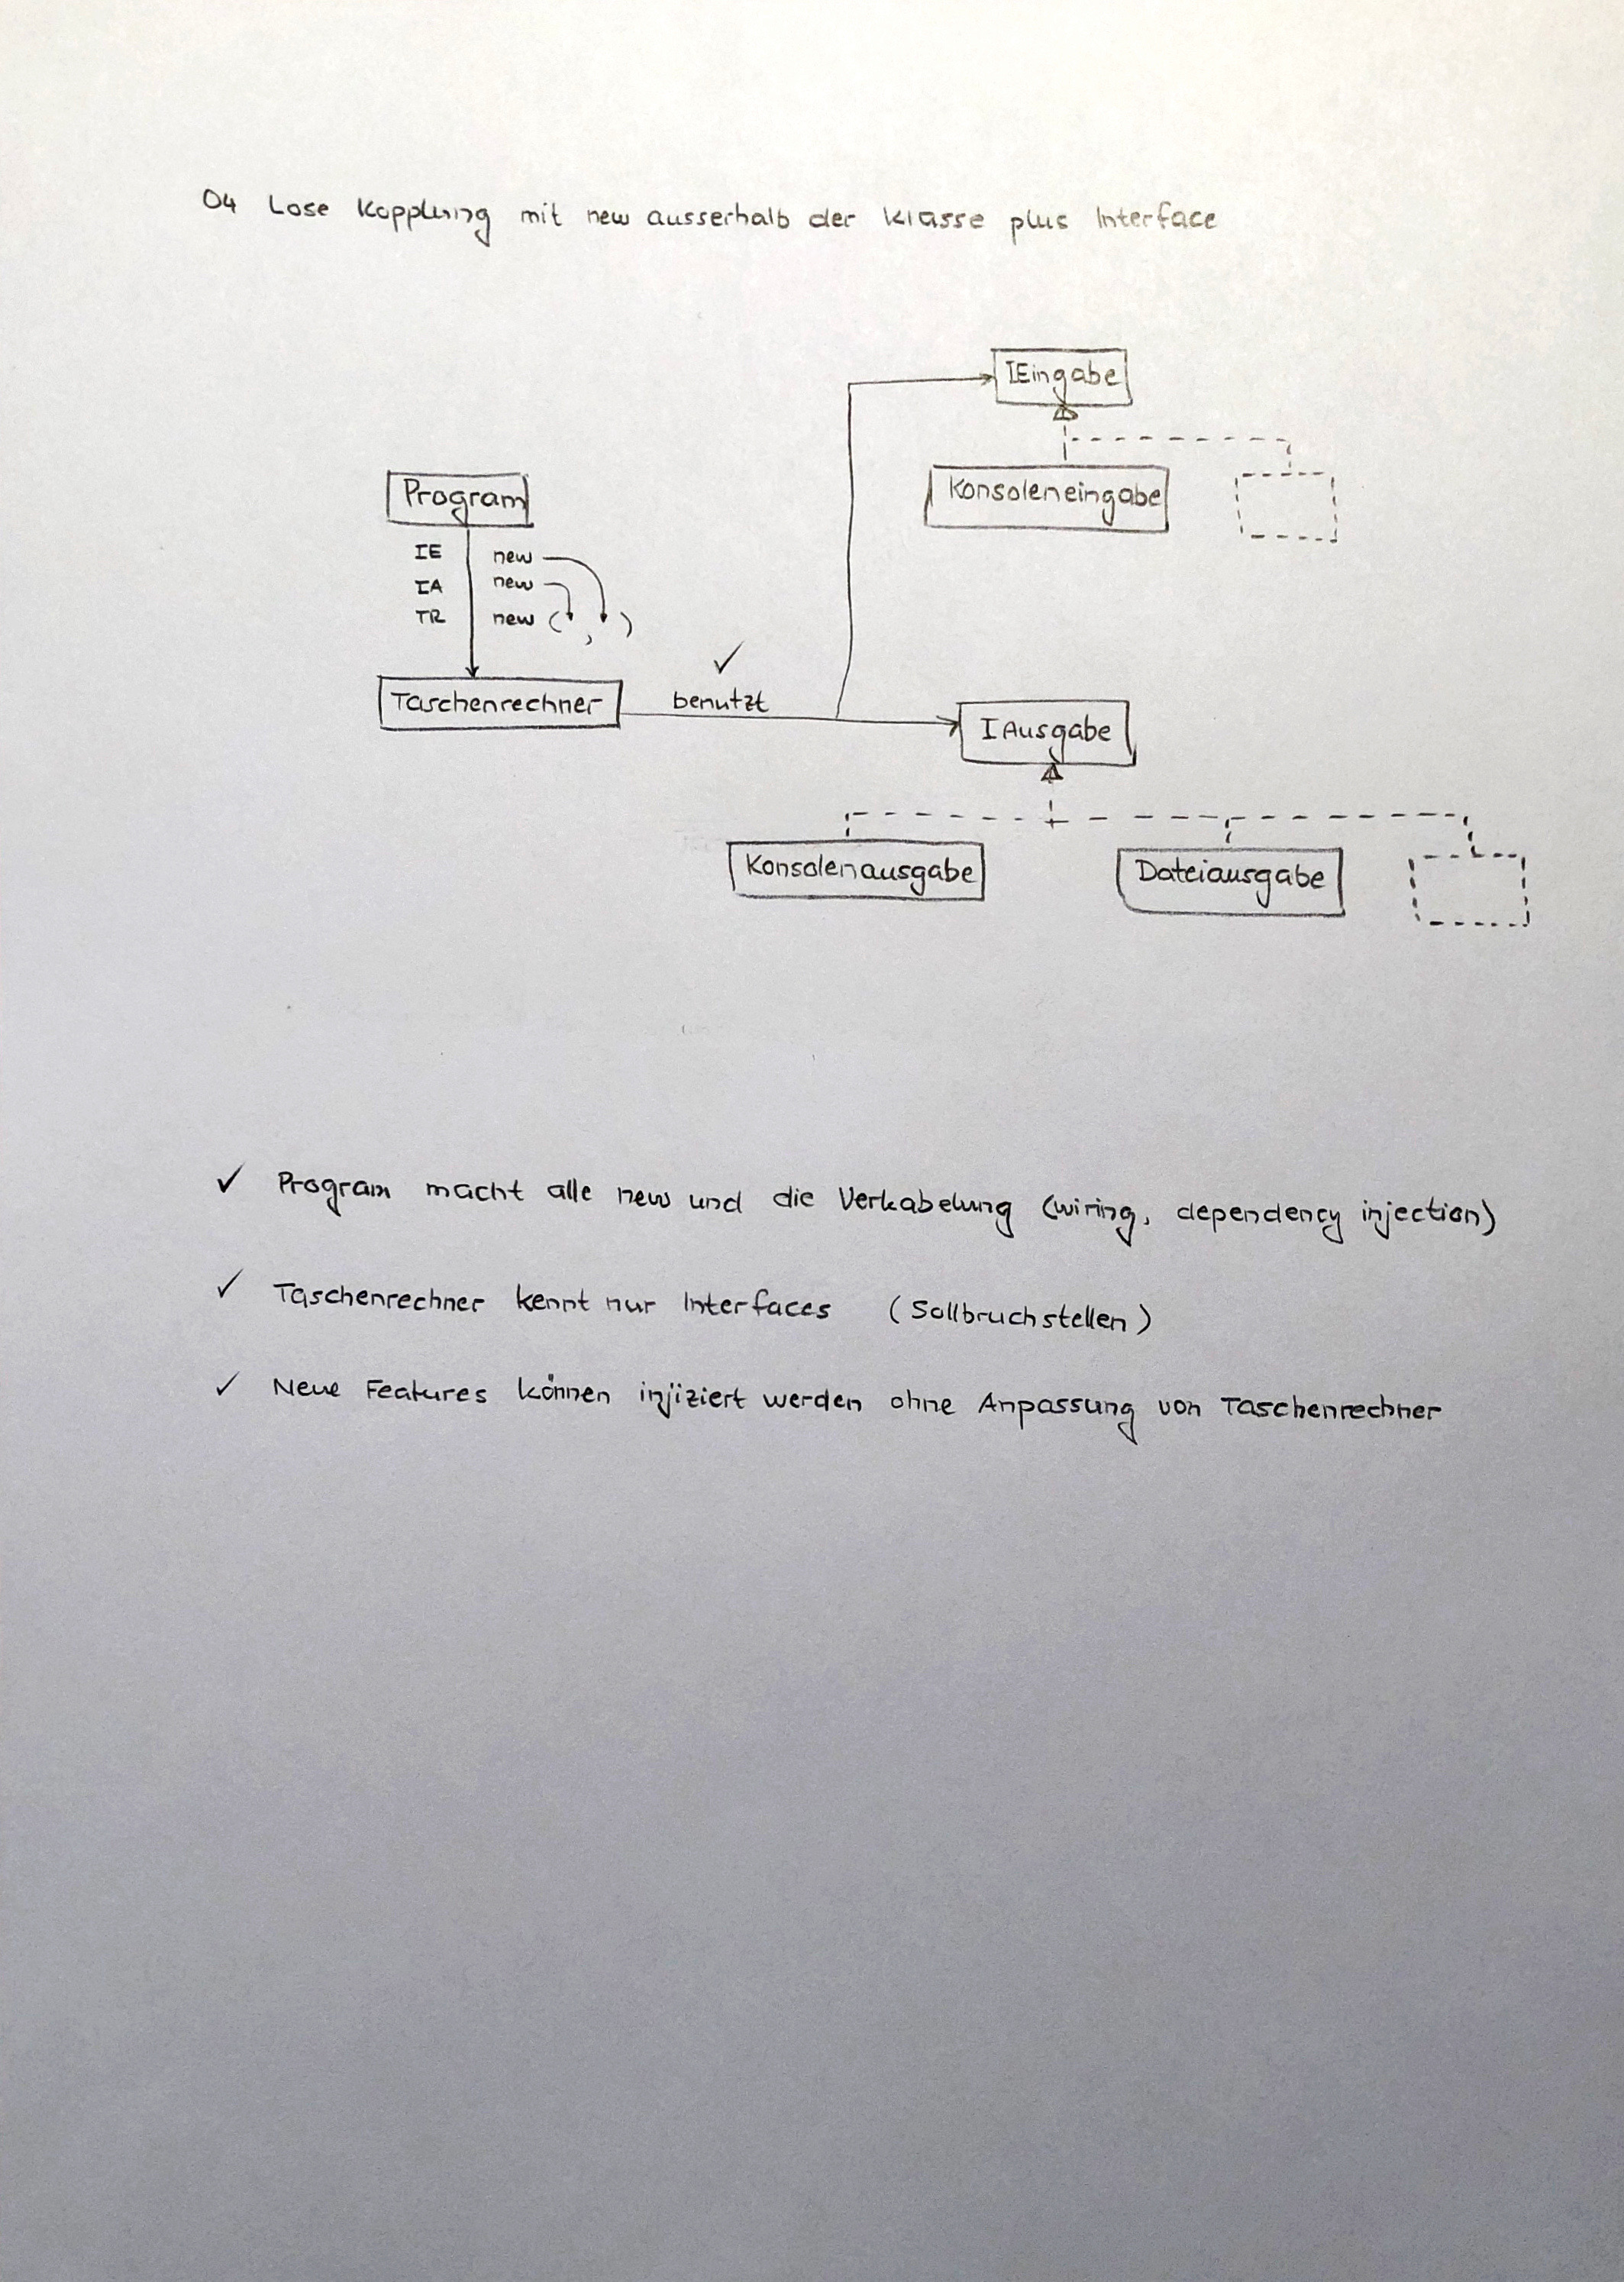 04 Lose Kopplung mit new ausserhalb der Klasse plus Interface
IEingabe
Konsoleneingabe
Program
IE new
IA new
TR new ( , )
✓
Taschenrechner benutzt
IAusgabe
Konsolenausgabe Dateiausgabe
✓ Program macht alle new und die Verkabelung (wiring, dependency injection)
✓ Taschenrechner kennt nur Interfaces (Sollbruchstellen)
✓ Neue Features können injiziert werden ohne Anpassung von Taschenrechner